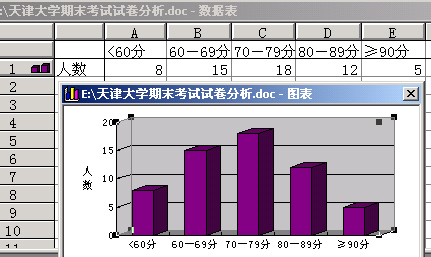 E:\天津大学期末考试试卷分析.doc - 数据表
A B C D E
<60分 60－69分 70－79分 80－89分 ≥90分
1 人数 8 15 18 12 5
2
3
4
5
6
7
8
9
10
11
E:\天津大学期末考试试卷分析.doc - 图表
20
15
10
5
0
人数
<60分 60－69分 70－79分 80－89分 ≥90分